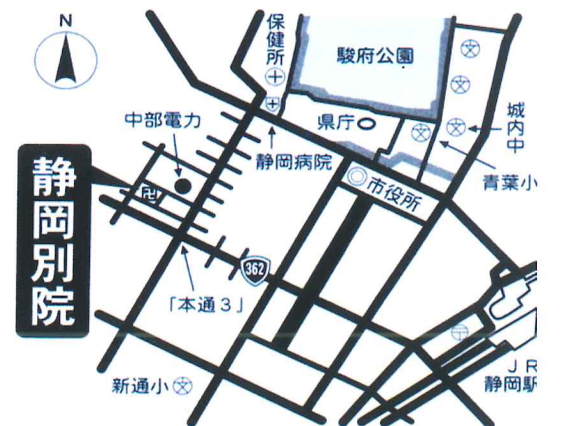 N
保健所
駿府公園
中部電力
県庁
城内中
静岡病院
青葉小
静岡別院
卍
市役所
362
「本通3」
文
新通小
JR
静岡駅